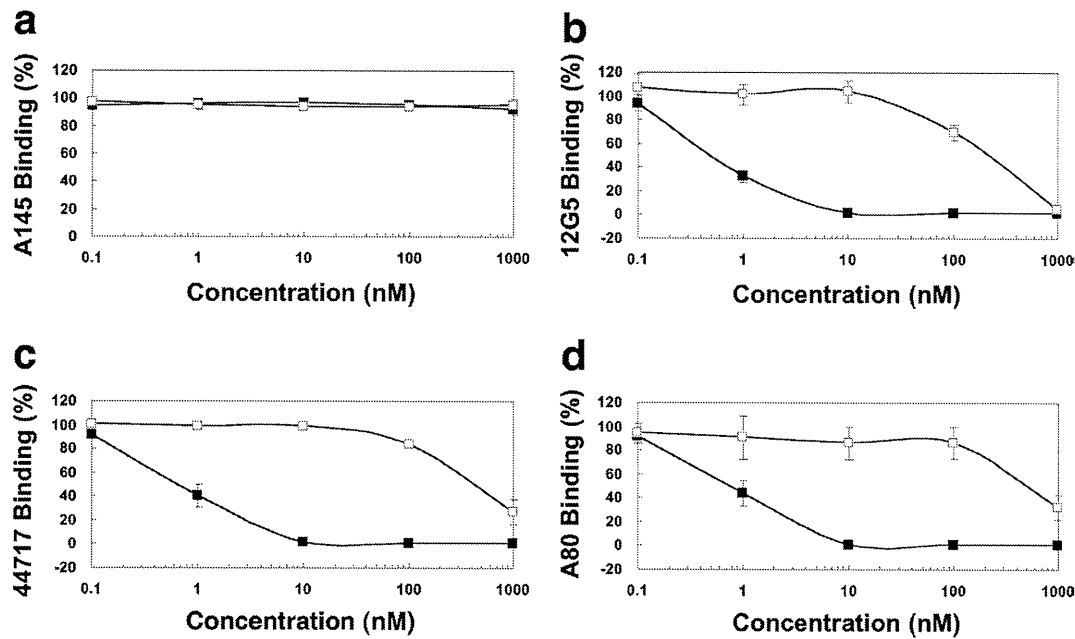 a
A145 Binding (%)
120
100
80
60
40
20
0
0.1 1 10 100 1000
Concentration (nM)
b
12G5 Binding (%)
120
100
80
60
40
20
0
-20
0.1 1 10 100 1000
Concentration (nM)
c
44717 Binding (%)
120
100
80
60
40
20
0
-20
0.1 1 10 100 1000
Concentration (nM)
d
A80 Binding (%)
120
100
80
60
40
20
0
-20
0.1 1 10 100 1000
Concentration (nM)